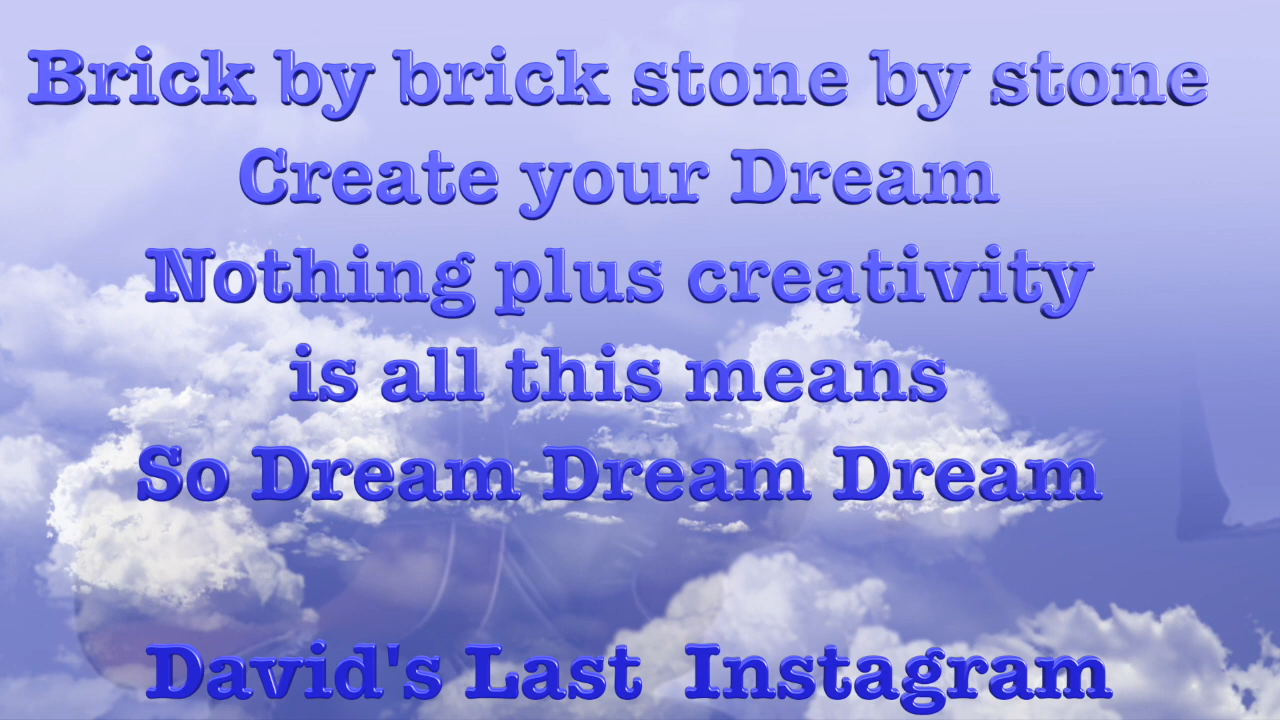 Brick by brick stone by stone
Create your Dream
Nothing plus creativity
is all this means
So Dream Dream Dream
David's Last Instagram